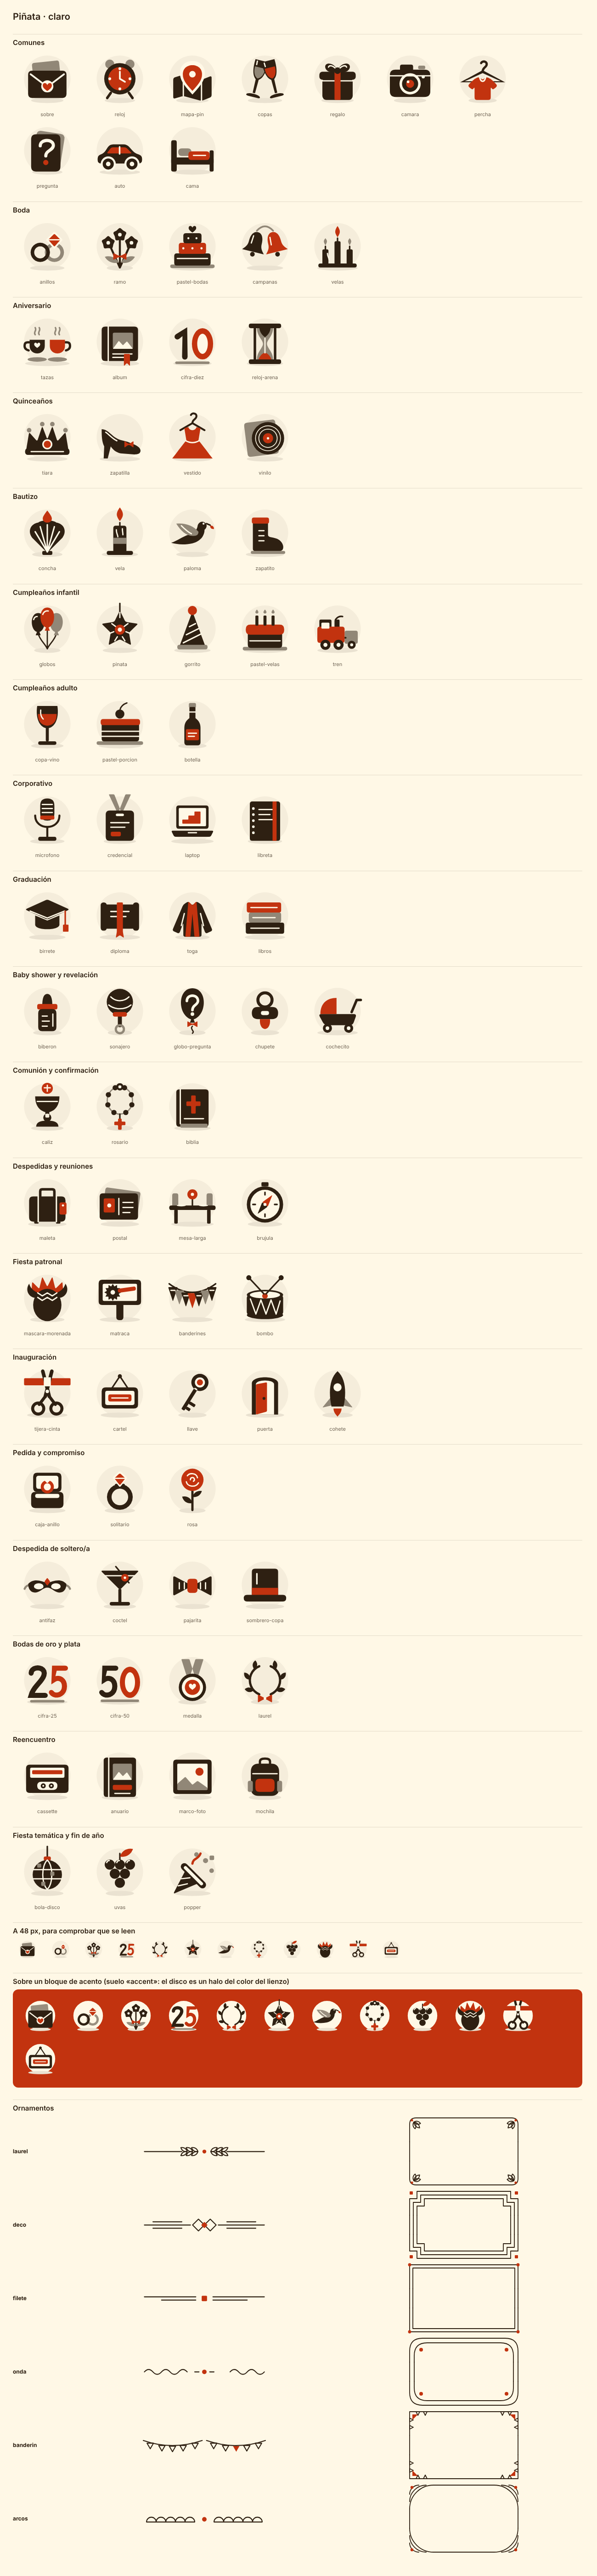 Piñata · claro
Comunes
sobre reloj mapa-pin copas regalo camara percha
pregunta auto cama
Boda
anillos ramo pastel-bodas campanas velas
Aniversario
tazas album cifra-diez reloj-arena
10
Quinceaños
tiara zapatilla vestido vinilo
Bautizo
concha vela paloma zapatito
Cumpleaños infantil
globos pinata gorrito pastel-velas tren
Cumpleaños adulto
copa-vino pastel-porcion botella
Corporativo
microfono credencial laptop libreta
Graduación
birrete diploma toga libros
Baby shower y revelación
biberon sonajero globo-pregunta chupete cochecito
Comunión y confirmación
caliz rosario biblia
Despedidas y reuniones
maleta postal mesa-larga brujula
Fiesta patronal
mascara-morenada matraca banderines bombo
Inauguración
tijera-cinta cartel llave puerta cohete
Pedida y compromiso
caja-anillo solitario rosa
Despedida de soltero/a
antifaz coctel pajarita sombrero-copa
Bodas de oro y plata
25 50
cifra-25 cifra-50 medalla laurel
Reencuentro
cassette anuario marco-foto mochila
Fiesta temática y fin de año
bola-disco uvas popper
A 48 px, para comprobar que se leen
25
Sobre un bloque de acento (suelo «accent»: el disco es un halo del color del lienzo)
25
Ornamentos
laurel
deco
filete
onda
banderin
arcos